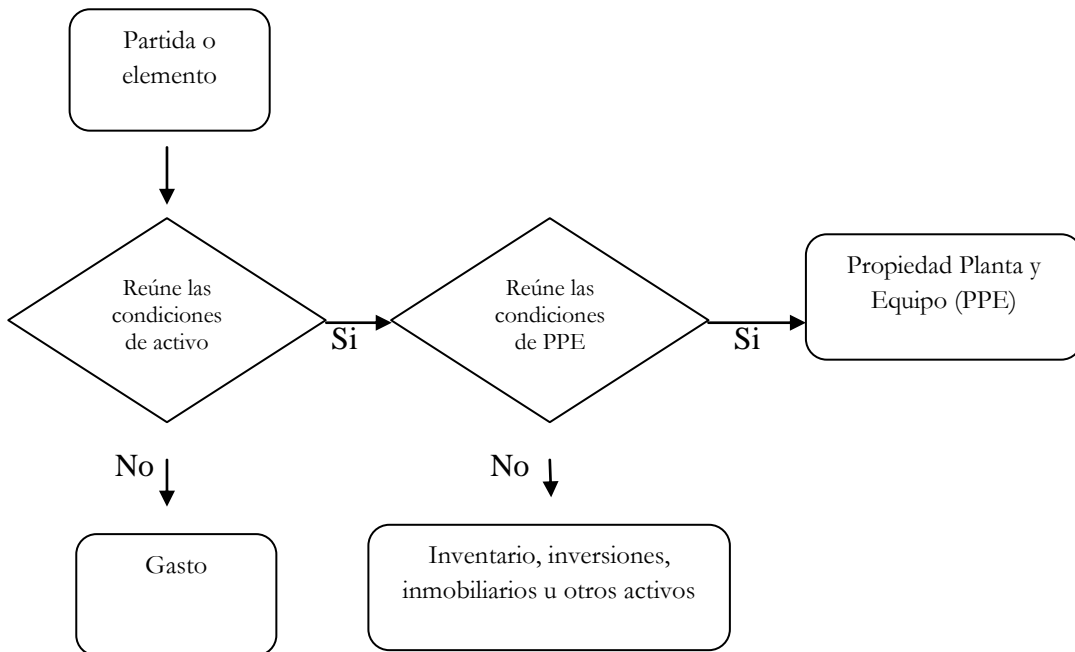 Partida o
elemento
Reúne las
condiciones
de activo
Si
Reúne las
condiciones
de PPE
Si
Propiedad Planta y
Equipo (PPE)
No
No
Gasto
Inventario, inversiones,
inmobiliarios u otros activos